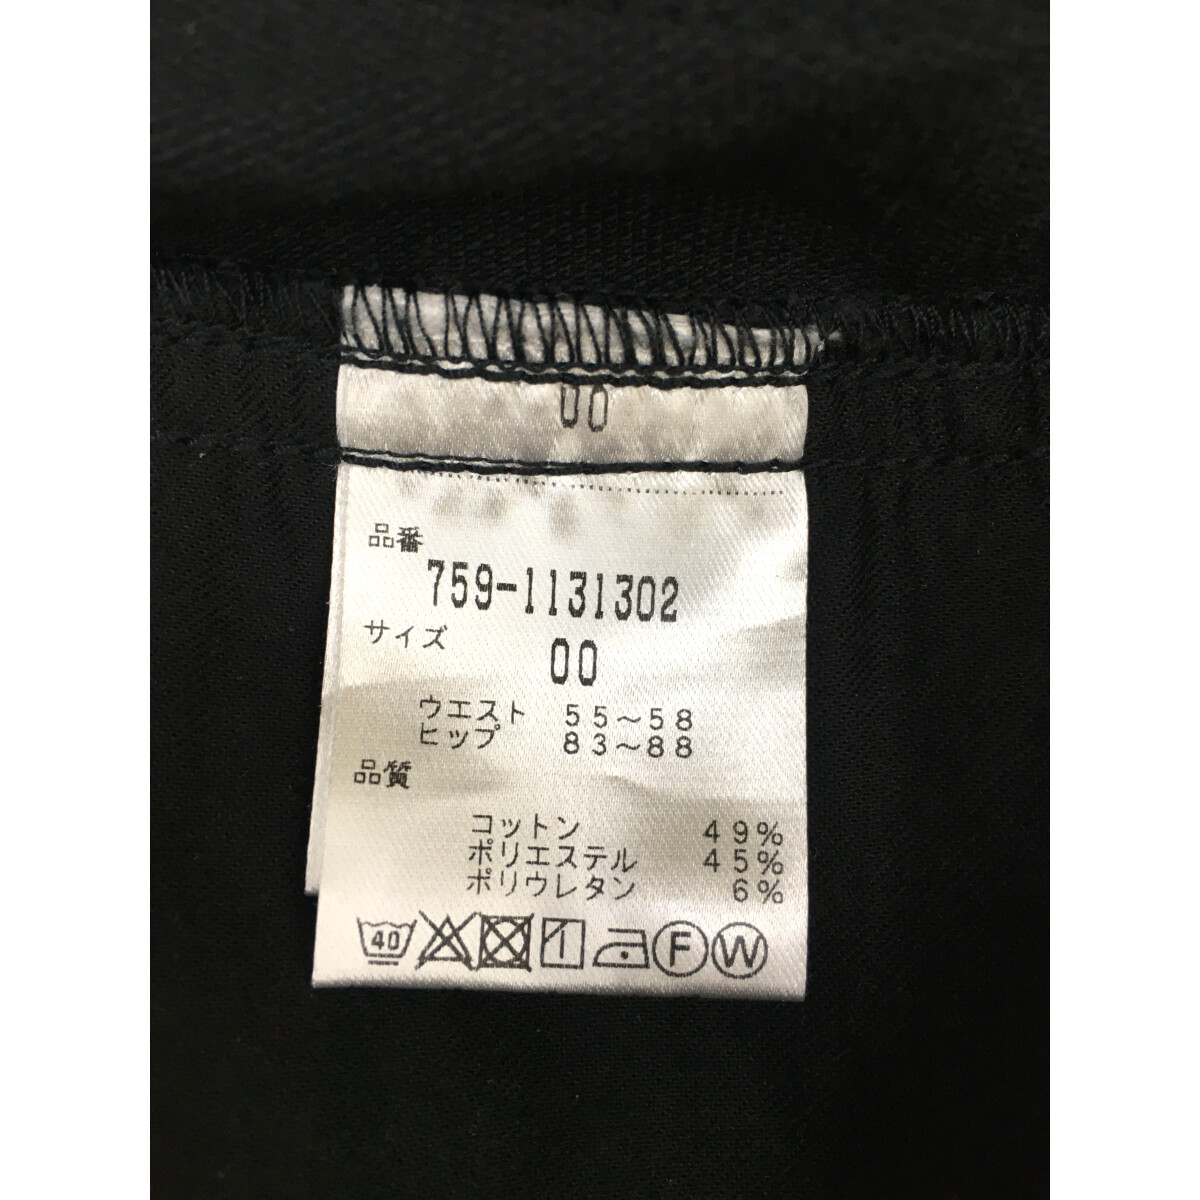 00
品番
759-1131302
サイズ
00
ウエスト 55~58
ヒップ 83~88
品質
コットン 49%
ポリエステル 45%
ポリウレタン 6%
40 F W